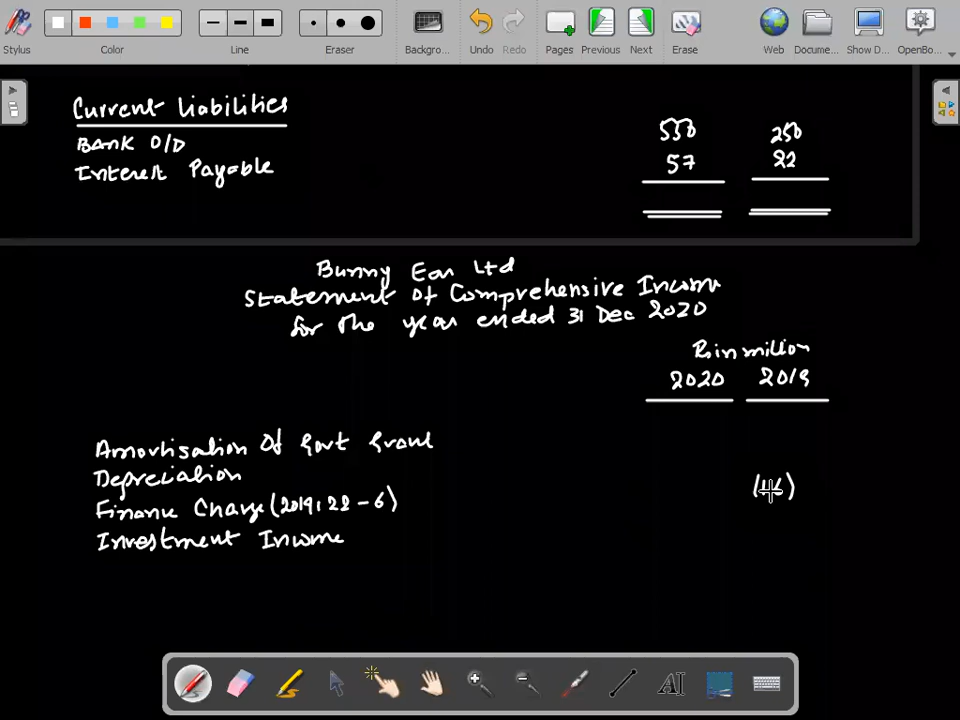 Stylus
Color
Line
Eraser
Backgro...
Undo
Redo
Pages
Previous
Next
Erase
Web
Docume...
Show D...
OpenBo...
Current Liabilities
Bank O/D 550 250
Interest Payable 57 22
Bunny Ear Ltd
Statement Of Comprehensive Income
for the year ended 31 Dec 2020
R in million
2020 2019
Amortisation Of Govt Grant
Depreciation
Finance Charge (2019: 22 - 6)
Investment Income